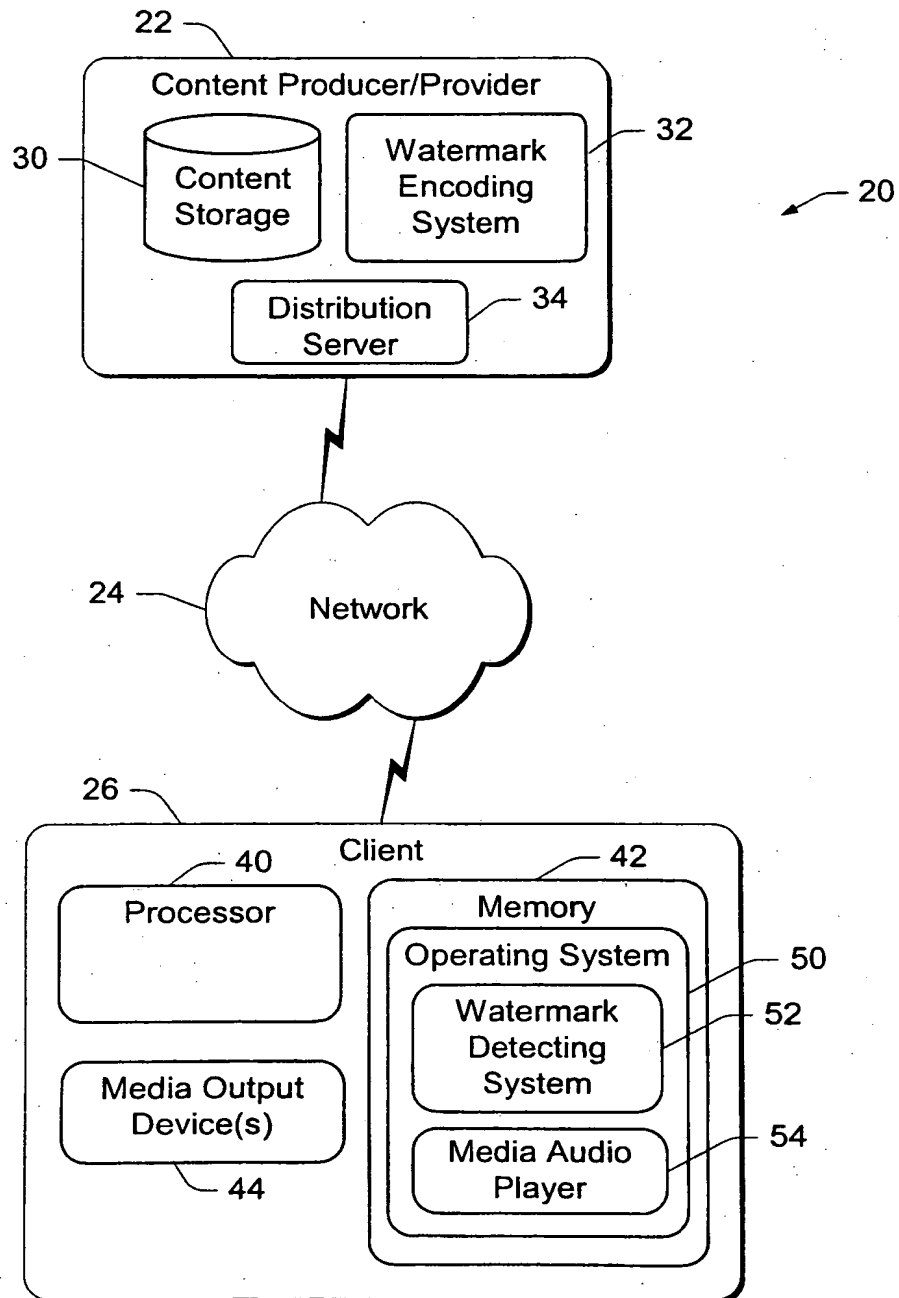 22
Content Producer/Provider
30
Content
Storage
Watermark
Encoding
System
32
20
Distribution
Server
34
24
Network
26
Client
40
Processor
42
Memory
Operating System
50
Watermark
Detecting
System
52
Media Output
Device(s)
44
Media Audio
Player
54